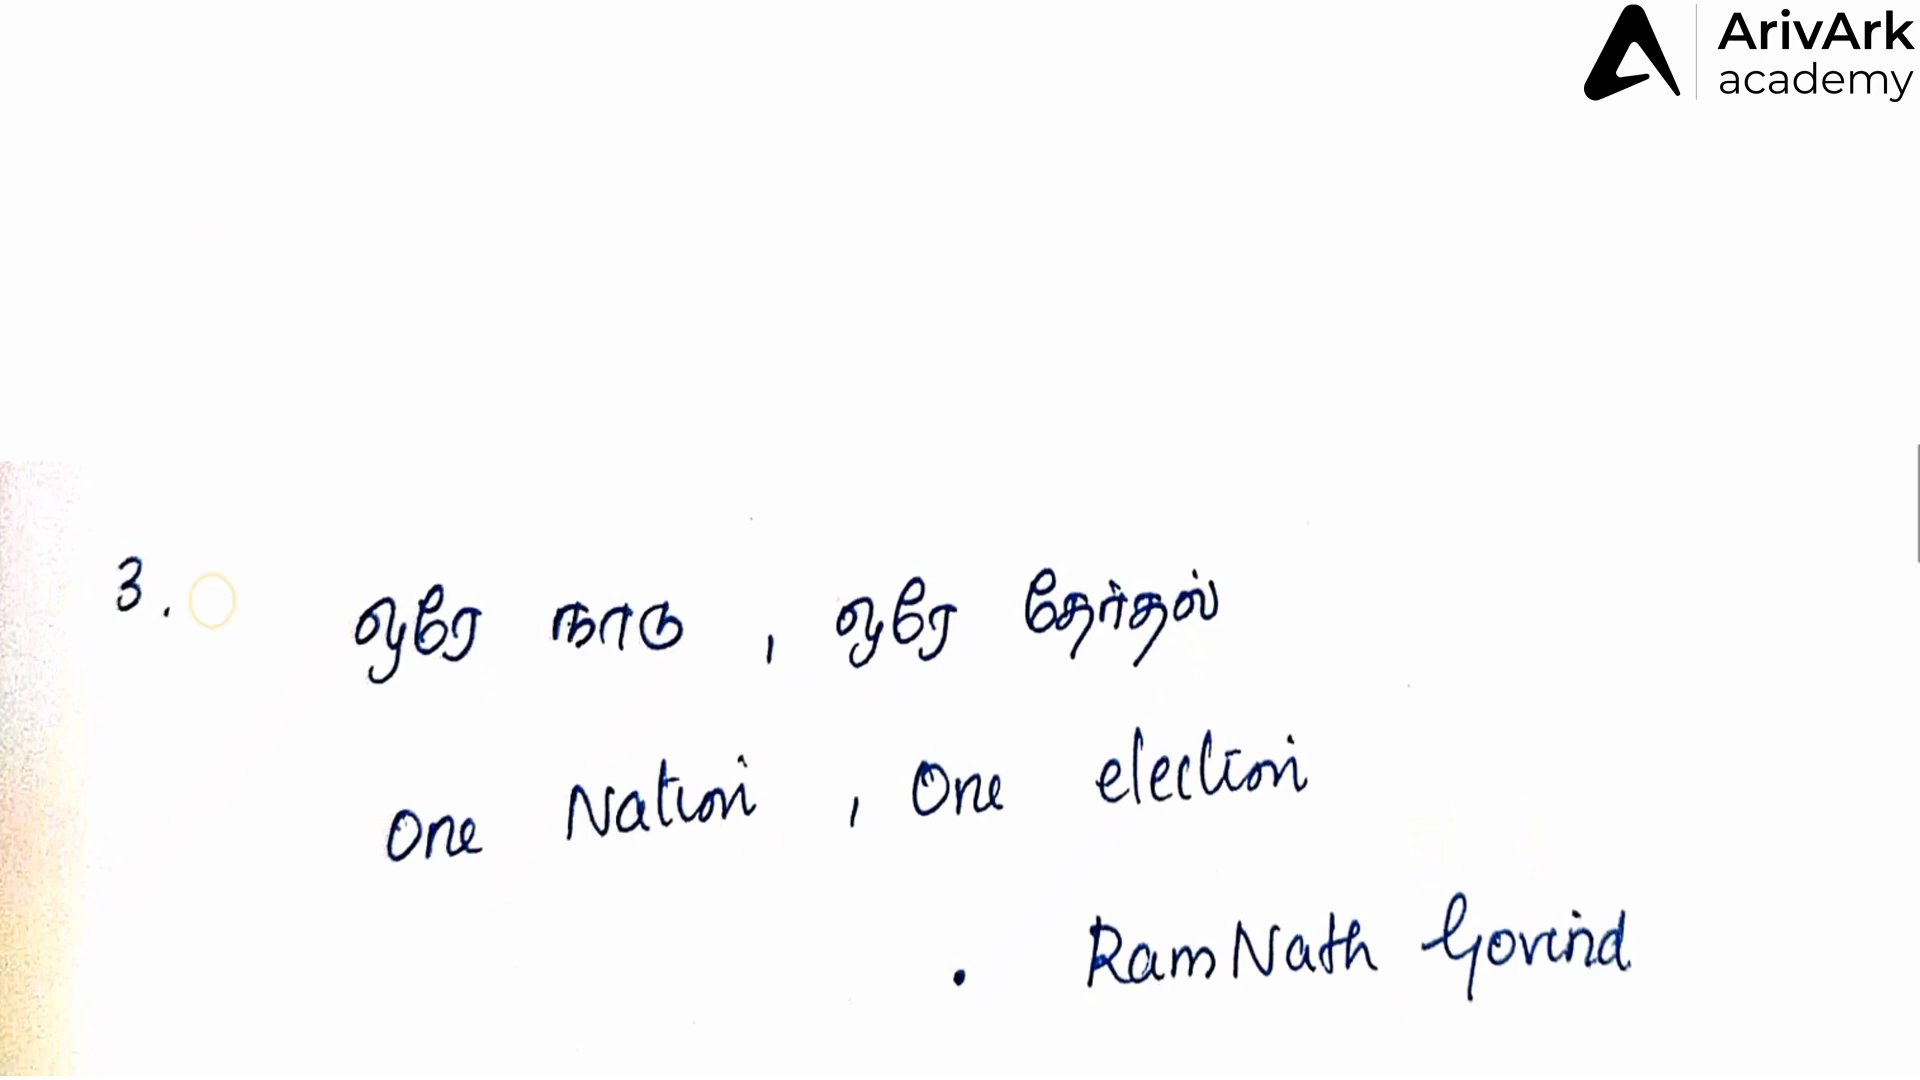 ArivArk
academy
3. ஒரே நாடு , ஒரே தேர்தல்
One Nation , One election
. Ram Nath Govind